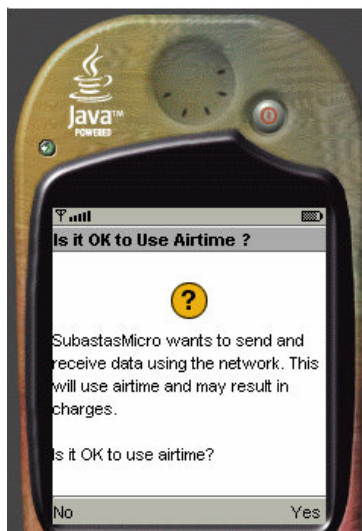 Java™
POWERED
Is it OK to Use Airtime ?
?
SubastasMicro wants to send and
receive data using the network. This
will use airtime and may result in
charges.
Is it OK to use airtime?
No Yes